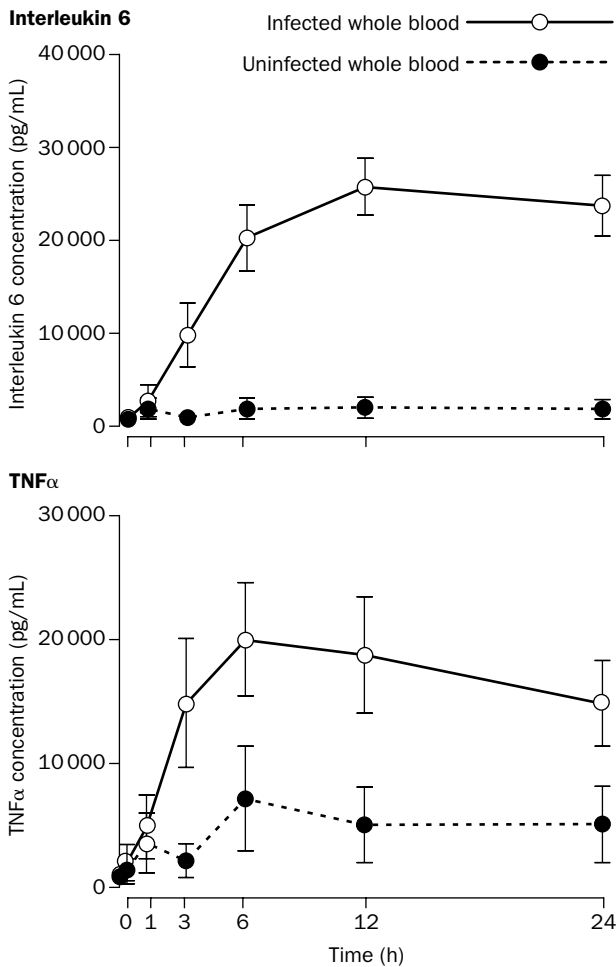 Interleukin 6
Infected whole blood
Uninfected whole blood
Interleukin 6 concentration (pg/mL)
40 000
30 000
20 000
10 000
0
TNFα
TNFα concentration (pg/mL)
30 000
20 000
10 000
0
0 1 3 6 12 24
Time (h)